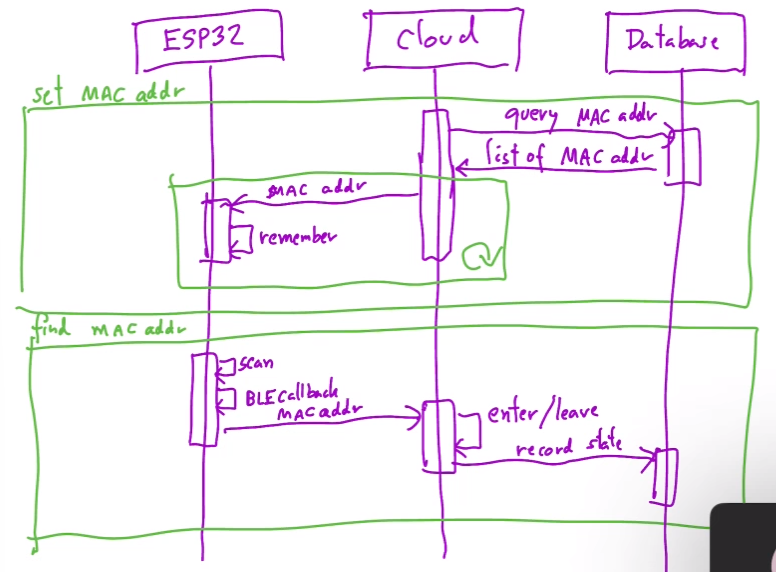 ESP32
Cloud
Database
set MAC addr
query MAC addr
list of MAC addr
MAC addr
remember
find MAC addr
scan
BLECallback
MAC addr
enter/leave
record state